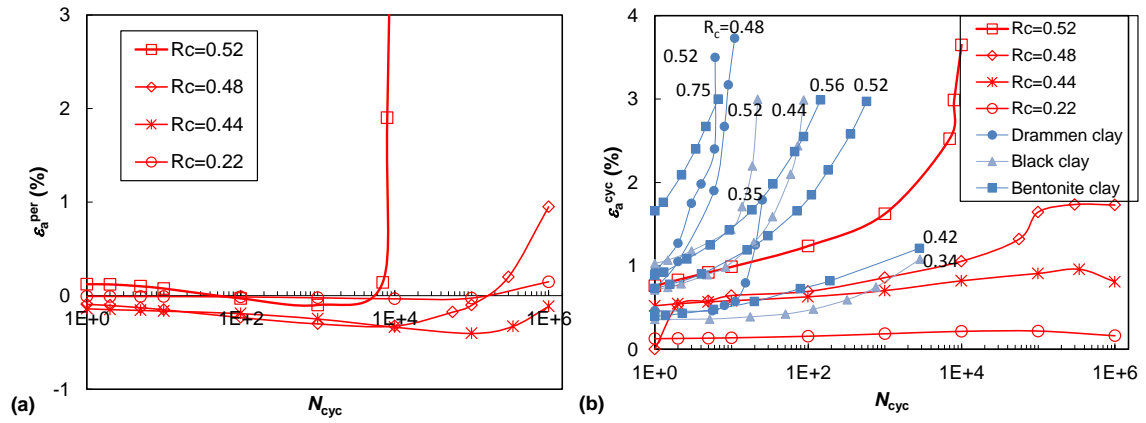 3
2
1
0
-1
εₐᵖᵉʳ (%)
Rc=0.52
Rc=0.48
Rc=0.44
Rc=0.22
1E+0
1E+2
1E+4
1E+6
N_cyc
(a)
4
3
2
1
0
εₐᶜʸᶜ (%)
R_c=0.48
0.52
0.75
0.52
0.44
0.56
0.52
0.35
0.42
0.34
Rc=0.52
Rc=0.48
Rc=0.44
Rc=0.22
Drammen clay
Black clay
Bentonite clay
1E+0
1E+2
1E+4
1E+6
N_cyc
(b)